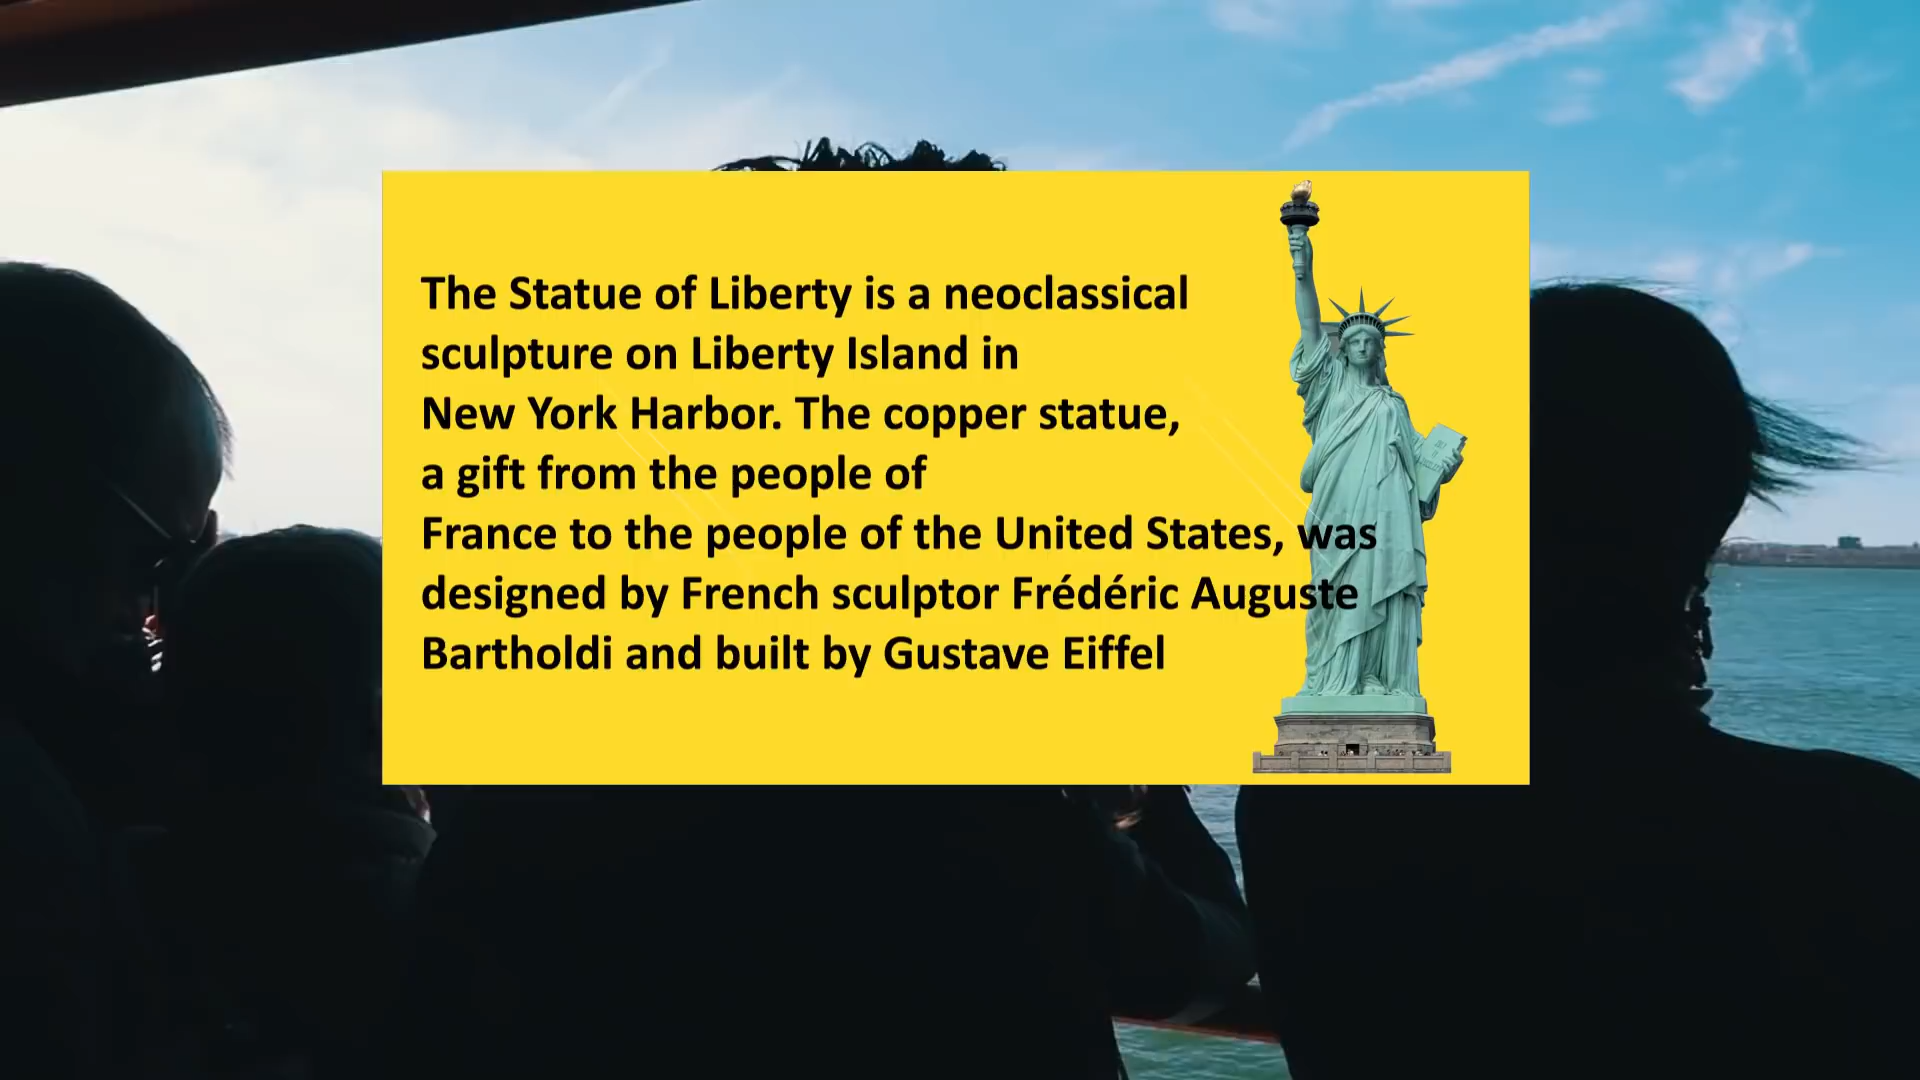 The Statue of Liberty is a neoclassical
sculpture on Liberty Island in
New York Harbor. The copper statue,
a gift from the people of
France to the people of the United States, was
designed by French sculptor Frédéric Auguste
Bartholdi and built by Gustave Eiffel